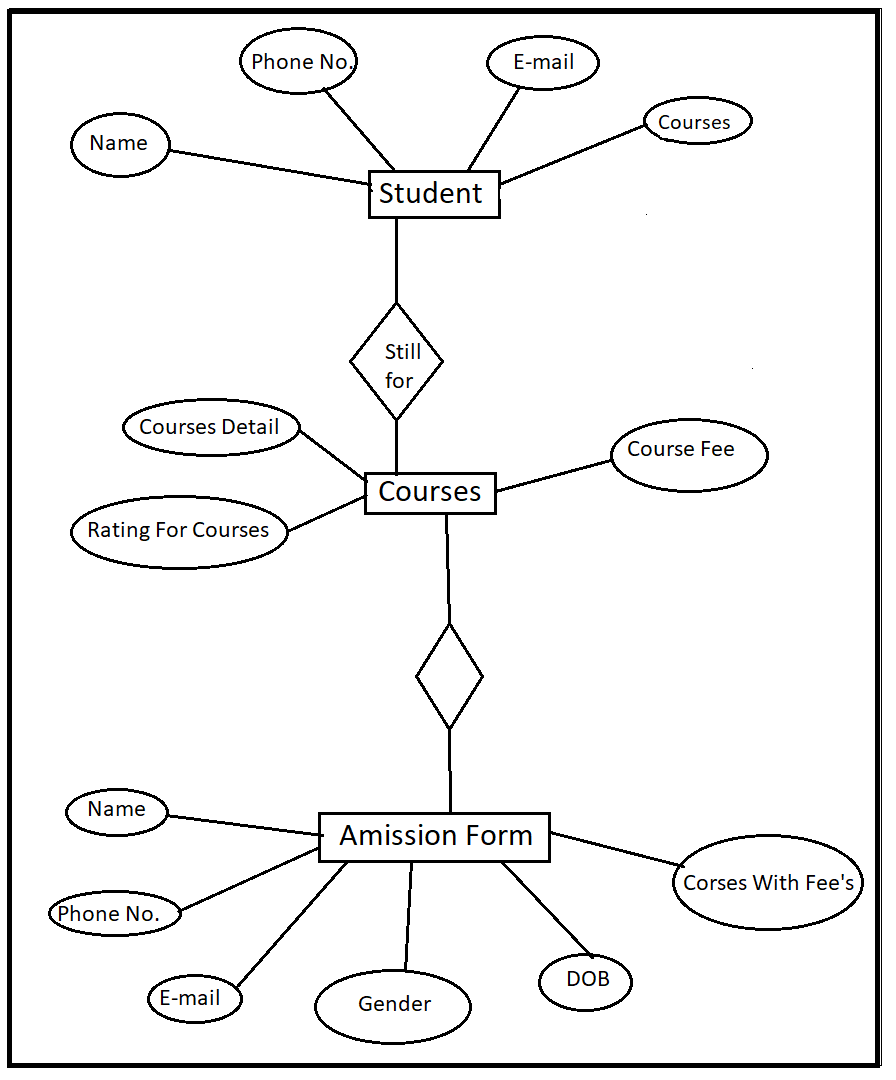 Phone No.
E-mail
Courses
Name
Student
Still
for
Courses Detail
Course Fee
Courses
Rating For Courses
Name
Amission Form
Corses With Fee's
Phone No.
E-mail
Gender
DOB